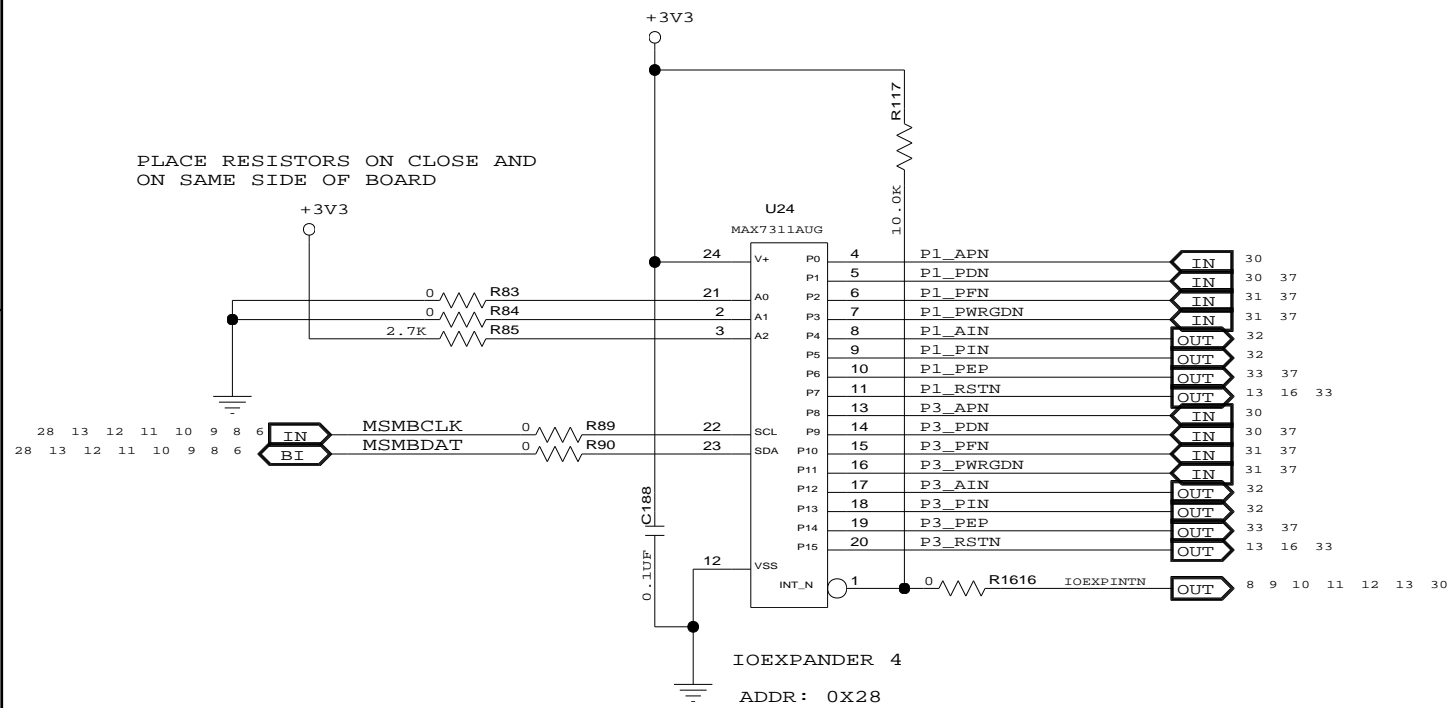 +3V3
R117
10.0K
PLACE RESISTORS ON CLOSE AND
ON SAME SIDE OF BOARD
+3V3
U24
MAX7311AUG
24 V+ P0 4 P1_APN IN 30
P1 5 P1_PDN IN 30 37
0 R83 21 A0 P2 6 P1_PFN IN 31 37
0 R84 2 A1 P3 7 P1_PWRGDN IN 31 37
2.7K R85 3 A2 P4 8 P1_AIN OUT 32
P5 9 P1_PIN OUT 32
P6 10 P1_PEP OUT 33 37
P7 11 P1_RSTN OUT 13 16 33
P8 13 P3_APN IN 30
28 13 12 11 10 9 8 6 IN MSMBCLK 0 R89 22 SCL P9 14 P3_PDN IN 30 37
28 13 12 11 10 9 8 6 BI MSMBDAT 0 R90 23 SDA P10 15 P3_PFN IN 31 37
P11 16 P3_PWRGDN IN 31 37
P12 17 P3_AIN OUT 32
P13 18 P3_PIN OUT 32
P14 19 P3_PEP OUT 33 37
P15 20 P3_RSTN OUT 13 16 33
C188
0.1UF
12 VSS
INT_N 1 0 R1616 IOEXPINTN OUT 8 9 10 11 12 13 30
IOEXPANDER 4
ADDR: 0X28